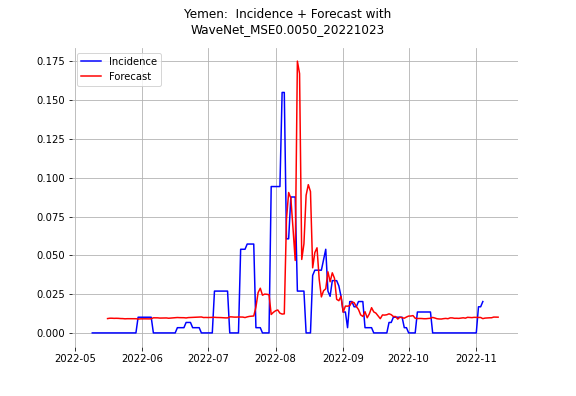 Yemen:  Incidence + Forecast with
WaveNet_MSE0.0050_20221023
Incidence
Forecast
0.175
0.150
0.125
0.100
0.075
0.050
0.025
0.000
2022-05 2022-06 2022-07 2022-08 2022-09 2022-10 2022-11